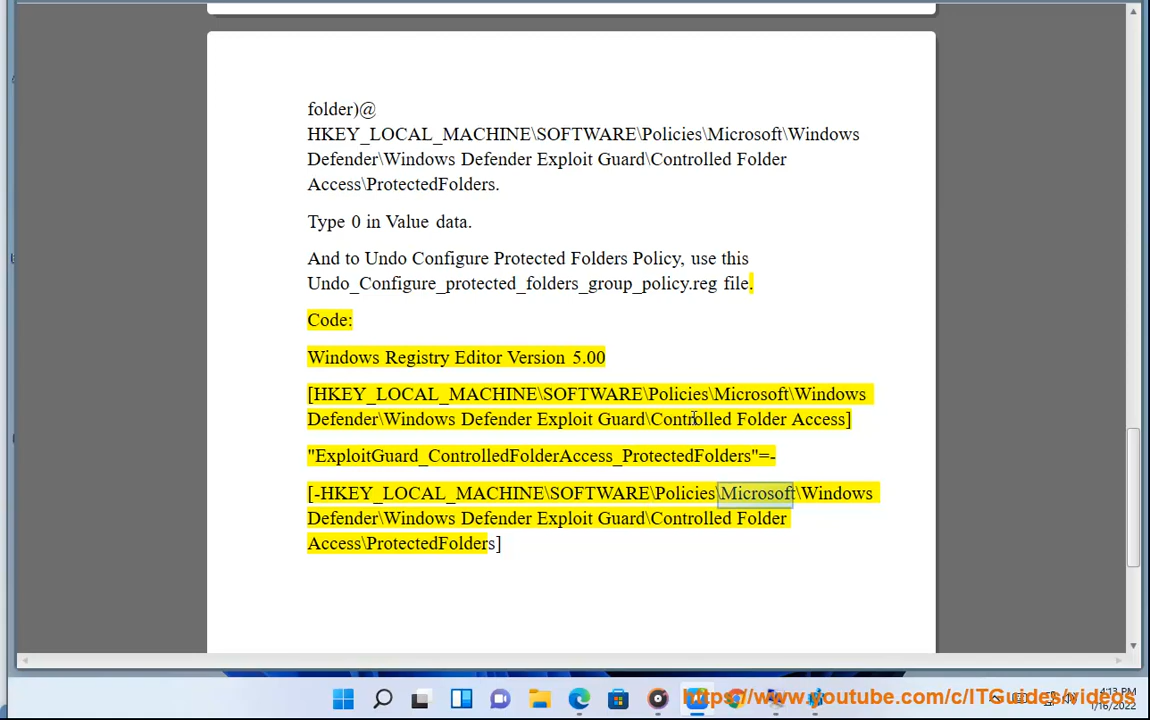 folder)@
HKEY_LOCAL_MACHINE\SOFTWARE\Policies\Microsoft\Windows
Defender\Windows Defender Exploit Guard\Controlled Folder
Access\ProtectedFolders.
Type 0 in Value data.
And to Undo Configure Protected Folders Policy, use this
Undo_Configure_protected_folders_group_policy.reg file.
Code:
Windows Registry Editor Version 5.00
[HKEY_LOCAL_MACHINE\SOFTWARE\Policies\Microsoft\Windows
Defender\Windows Defender Exploit Guard\Controlled Folder Access]
"ExploitGuard_ControlledFolderAccess_ProtectedFolders"=-
[-HKEY_LOCAL_MACHINE\SOFTWARE\Policies\Microsoft\Windows
Defender\Windows Defender Exploit Guard\Controlled Folder
Access\ProtectedFolders]
https://www.youtube.com/c/ITGuides/videos
1/16/2022